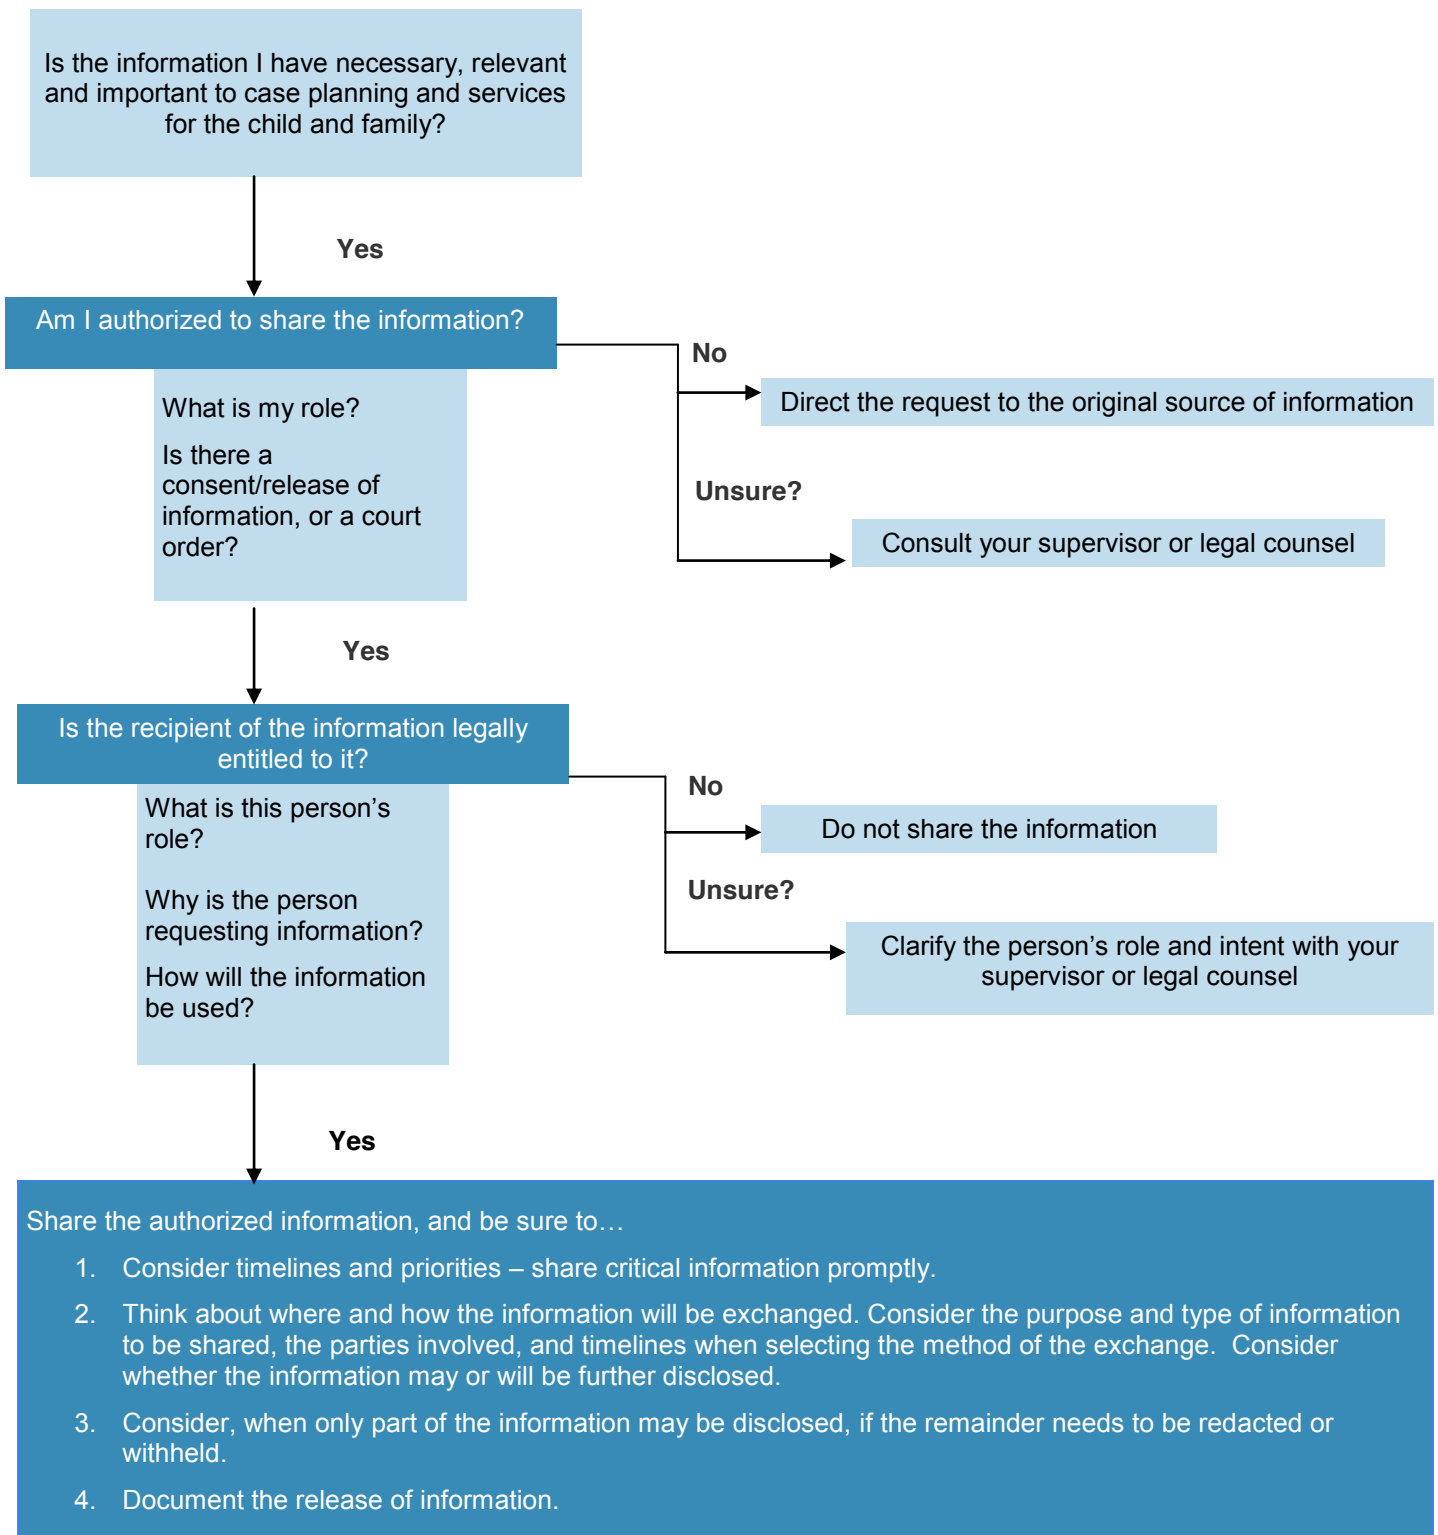 Is the information I have necessary, relevant
and important to case planning and services
for the child and family?
Yes
Am I authorized to share the information?
No
Direct the request to the original source of information
What is my role?
Is there a
consent/release of
information, or a court
order?
Unsure?
Consult your supervisor or legal counsel
Yes
Is the recipient of the information legally
entitled to it?
No
Do not share the information
What is this person’s
role?
Why is the person
requesting information?
How will the information
be used?
Unsure?
Clarify the person’s role and intent with your
supervisor or legal counsel
Yes
Share the authorized information, and be sure to…
1. Consider timelines and priorities – share critical information promptly.
2. Think about where and how the information will be exchanged. Consider the purpose and type of information
to be shared, the parties involved, and timelines when selecting the method of the exchange.  Consider
whether the information may or will be further disclosed.
3. Consider, when only part of the information may be disclosed, if the remainder needs to be redacted or
withheld.
4. Document the release of information.